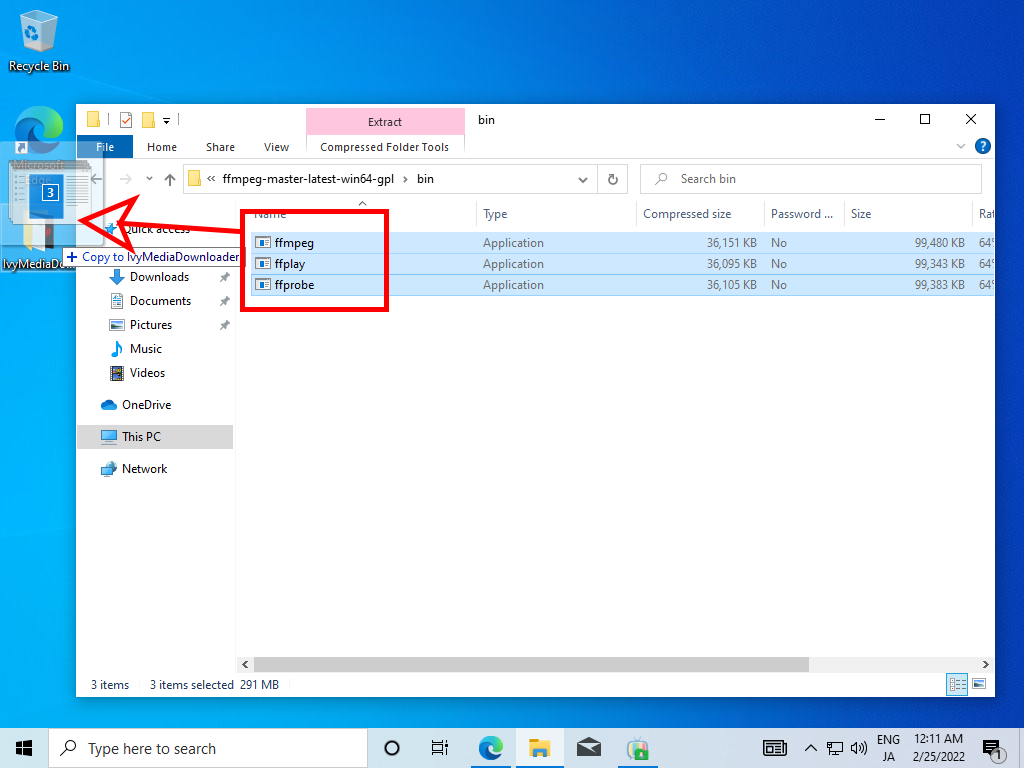 Recycle Bin
Microsoft
Edge
3
IvyMediaDo...
Copy to IvyMediaDownloader
Extract
bin
File
Home
Share
View
Compressed Folder Tools
« ffmpeg-master-latest-win64-gpl › bin
Search bin
Name
Type
Compressed size
Password ...
Size
Rat
ffmpeg
Application
36,151 KB
No
99,480 KB
64%
ffplay
Application
36,095 KB
No
99,343 KB
64%
ffprobe
Application
36,105 KB
No
99,383 KB
64%
Quick access
Downloads
Documents
Pictures
Music
Videos
OneDrive
This PC
Network
3 items
3 items selected 291 MB
Type here to search
ENG
JA
12:11 AM
2/25/2022
1